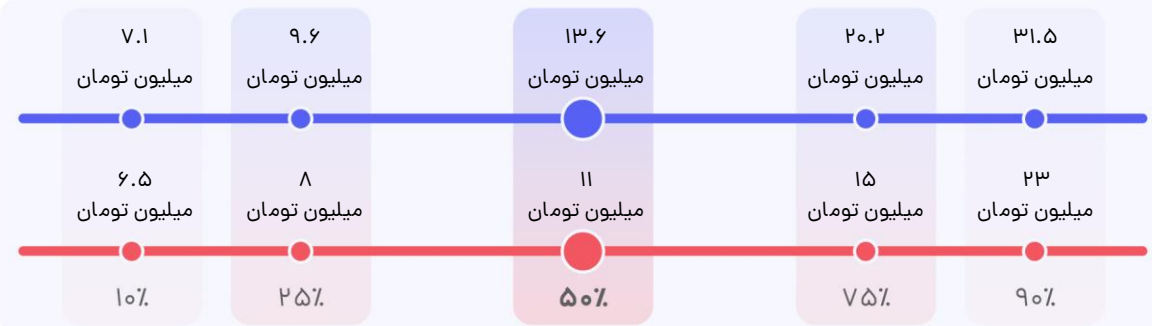 ۷.۱ ۹.۶ ۱۳.۶ ۲۰.۲ ۳۱.۵
میلیون تومان میلیون تومان میلیون تومان میلیون تومان میلیون تومان
۶.۵ ۸ ۱۱ ۱۵ ۲۳
میلیون تومان میلیون تومان میلیون تومان میلیون تومان میلیون تومان
۱۰٪ ۲۵٪ ۵۰٪ ۷۵٪ ۹۰٪